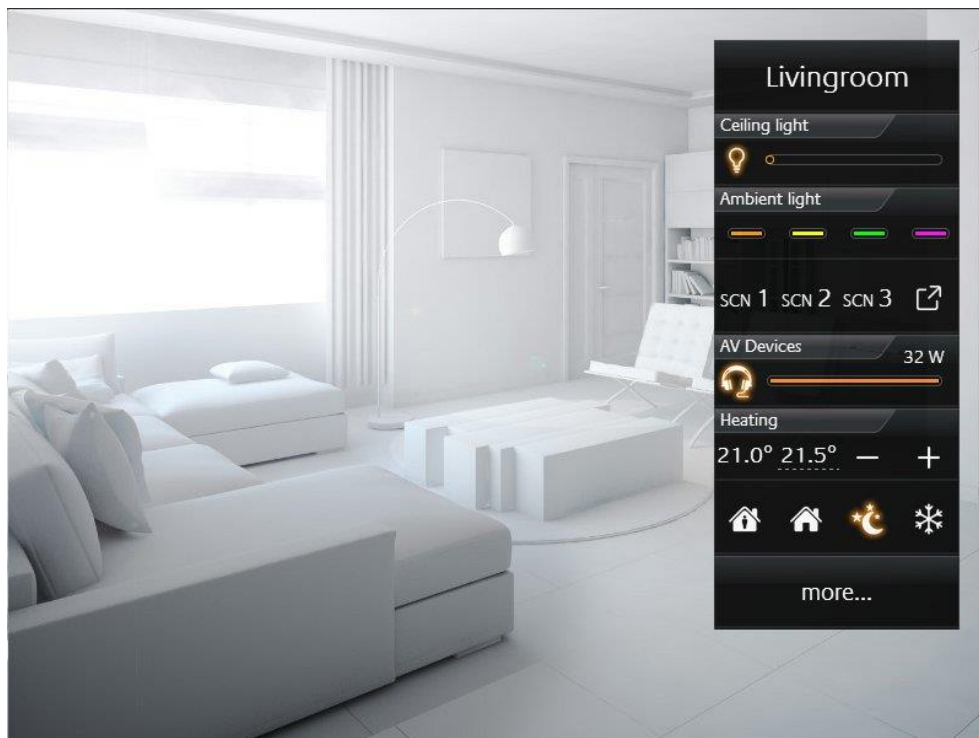 Livingroom
Ceiling light
Ambient light
SCN 1 SCN 2 SCN 3
AV Devices
32 W
Heating
21.0° 21.5° – +
more...